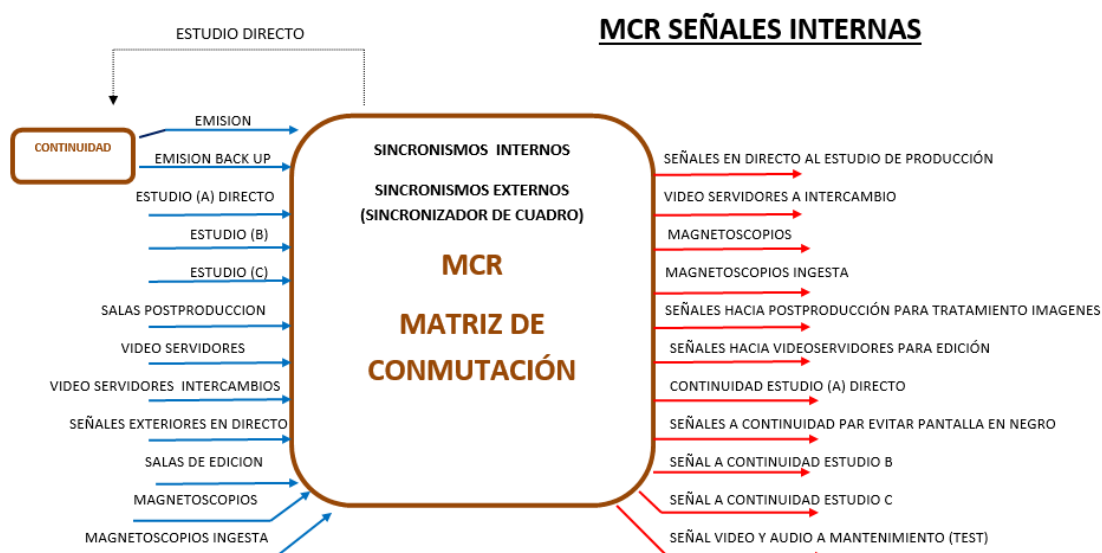 MCR SEÑALES INTERNAS
ESTUDIO DIRECTO
CONTINUIDAD
EMISION
EMISION BACK UP
ESTUDIO (A) DIRECTO
ESTUDIO (B)
ESTUDIO (C)
SALAS POSTPRODUCCION
VIDEO SERVIDORES
VIDEO SERVIDORES INTERCAMBIOS
SEÑALES EXTERIORES EN DIRECTO
SALAS DE EDICION
MAGNETOSCOPIOS
MAGNETOSCOPIOS INGESTA
SINCRONISMOS INTERNOS
SINCRONISMOS EXTERNOS
(SINCRONIZADOR DE CUADRO)
MCR
MATRIZ DE
CONMUTACIÓN
SEÑALES EN DIRECTO AL ESTUDIO DE PRODUCCIÓN
VIDEO SERVIDORES A INTERCAMBIO
MAGNETOSCOPIOS
MAGNETOSCOPIOS INGESTA
SEÑALES HACIA POSTPRODUCCIÓN PARA TRATAMIENTO IMAGENES
SEÑALES HACIA VIDEOSERVIDORES PARA EDICIÓN
CONTINUIDAD ESTUDIO (A) DIRECTO
SEÑALES A CONTINUIDAD PAR EVITAR PANTALLA EN NEGRO
SEÑAL A CONTINUIDAD ESTUDIO B
SEÑAL A CONTINUIDAD ESTUDIO C
SEÑAL VIDEO Y AUDIO A MANTENIMIENTO (TEST)